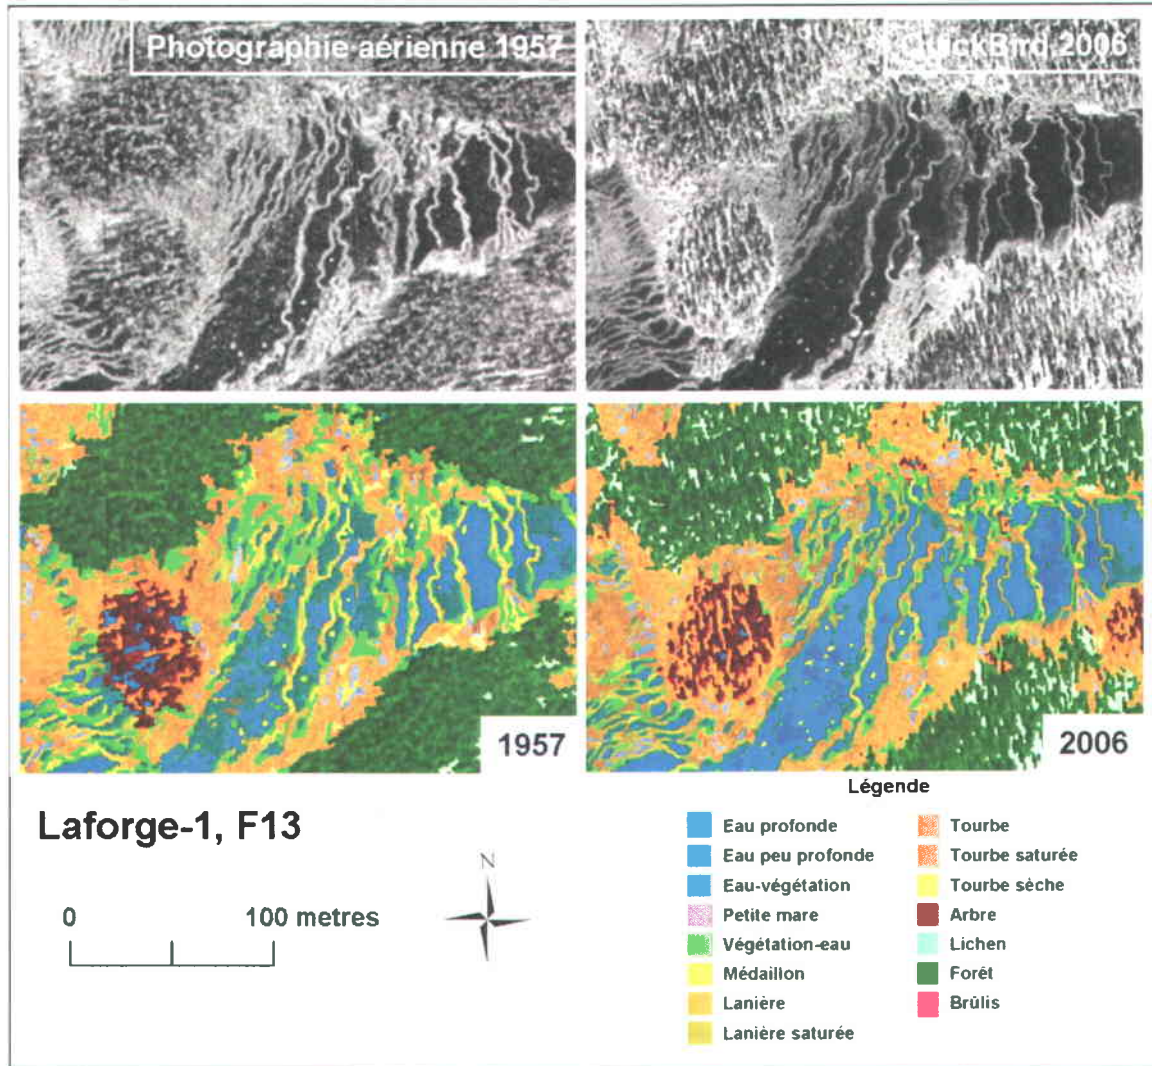 Photographie aérienne 1957
QuickBird 2006
1957
2006
Légende
Laforge-1, F13
N
0 100 metres
Eau profonde
Eau peu profonde
Eau-végétation
Petite mare
Végétation-eau
Médaillon
Lanière
Lanière saturée
Tourbe
Tourbe saturée
Tourbe sèche
Arbre
Lichen
Forêt
Brûlis